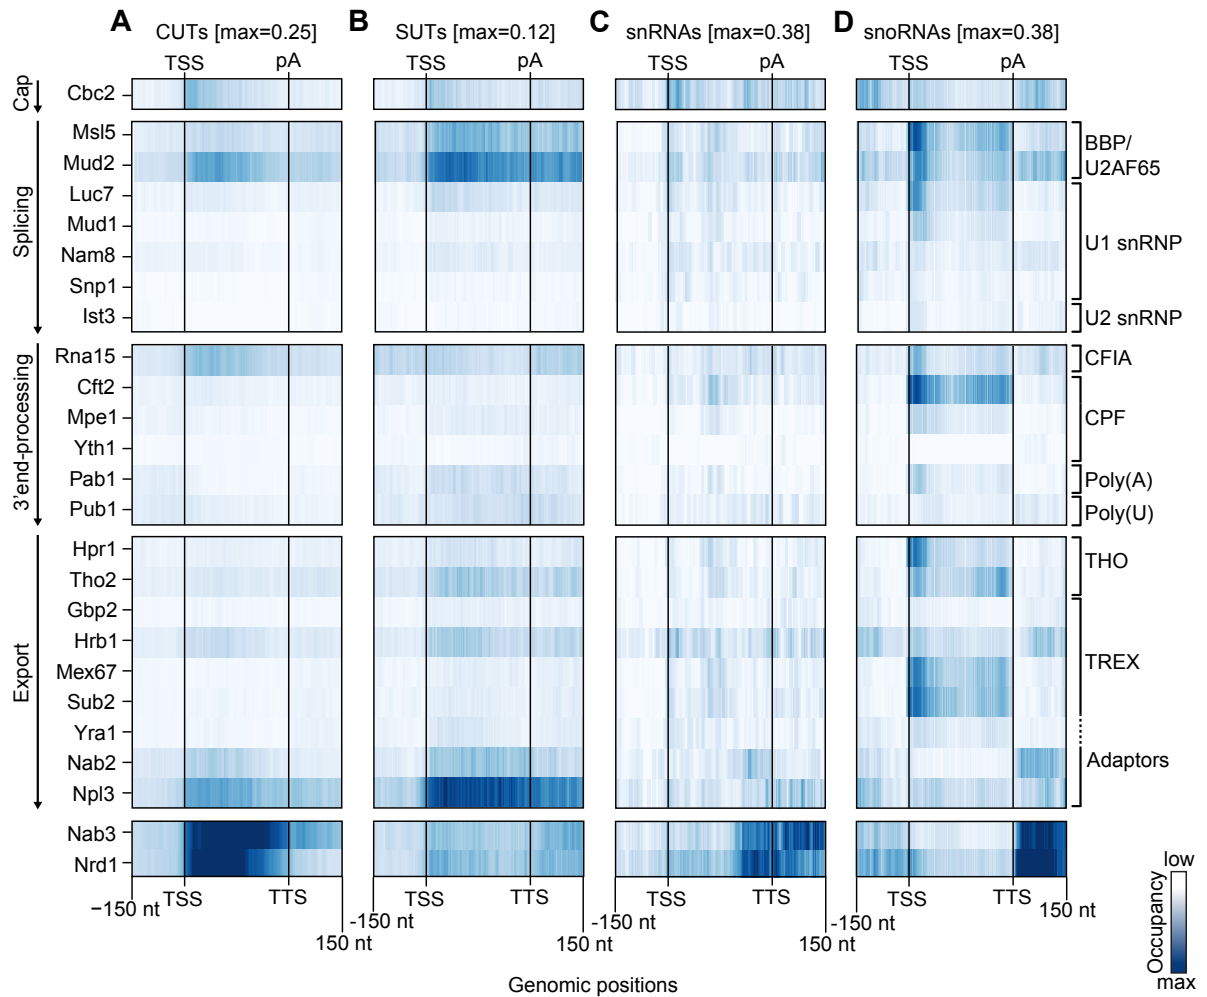 A CUTs [max=0.25] B SUTs [max=0.12] C snRNAs [max=0.38] D snoRNAs [max=0.38]
TSS pA TSS pA TSS pA TSS pA
Cap
Cbc2
Splicing
Msl5
Mud2
Luc7
Mud1
Nam8
Snp1
Ist3
BBP/
U2AF65
U1 snRNP
U2 snRNP
3'end-processing
Rna15
Cft2
Mpe1
Yth1
Pab1
Pub1
CFIA
CPF
Poly(A)
Poly(U)
Export
Hpr1
Tho2
Gbp2
Hrb1
Mex67
Sub2
Yra1
Nab2
Npl3
THO
TREX
Adaptors
Nab3
Nrd1
−150 nt TSS TTS 150 nt
-150 nt TSS TTS 150 nt
-150 nt TSS TTS 150 nt
-150 nt TSS TTS 150 nt
Genomic positions
low
Occupancy
max